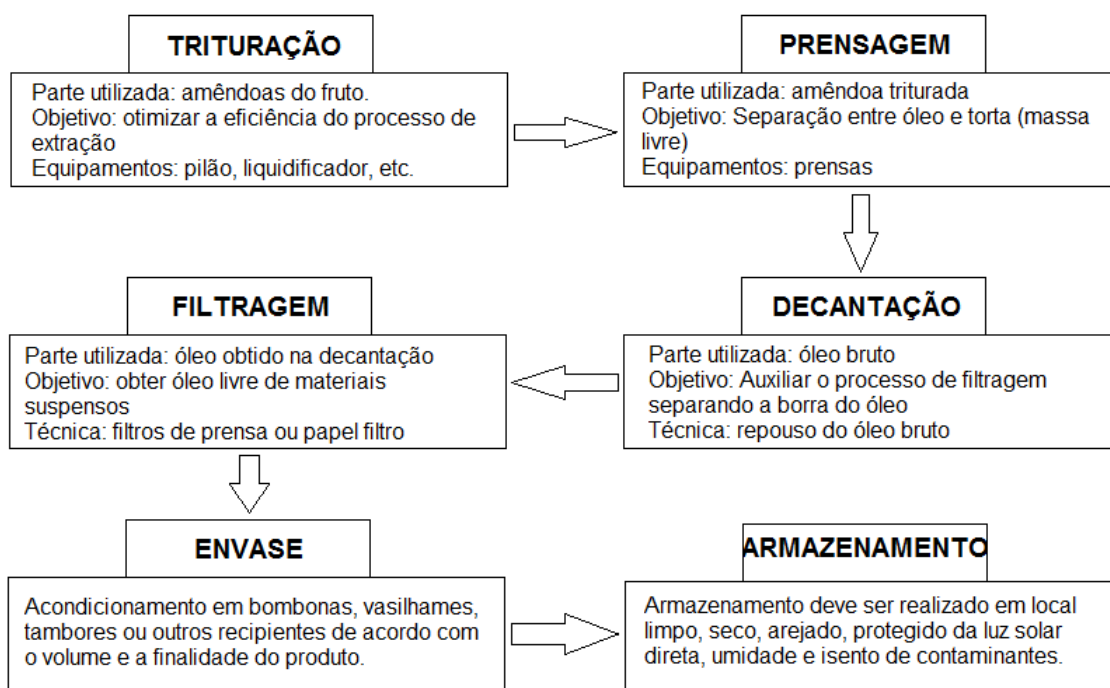 TRITURAÇÃO
Parte utilizada: amêndoas do fruto.
Objetivo: otimizar a eficiência do processo de
extração
Equipamentos: pilão, liquidificador, etc.
PRENSAGEM
Parte utilizada: amêndoa triturada
Objetivo: Separação entre óleo e torta (massa
livre)
Equipamentos: prensas
DECANTAÇÃO
Parte utilizada: óleo bruto
Objetivo: Auxiliar o processo de filtragem
separando a borra do óleo
Técnica: repouso do óleo bruto
FILTRAGEM
Parte utilizada: óleo obtido na decantação
Objetivo: obter óleo livre de materiais
suspensos
Técnica: filtros de prensa ou papel filtro
ENVASE
Acondicionamento em bombonas, vasilhames,
tambores ou outros recipientes de acordo com
o volume e a finalidade do produto.
ARMAZENAMENTO
Armazenamento deve ser realizado em local
limpo, seco, arejado, protegido da luz solar
direta, umidade e isento de contaminantes.